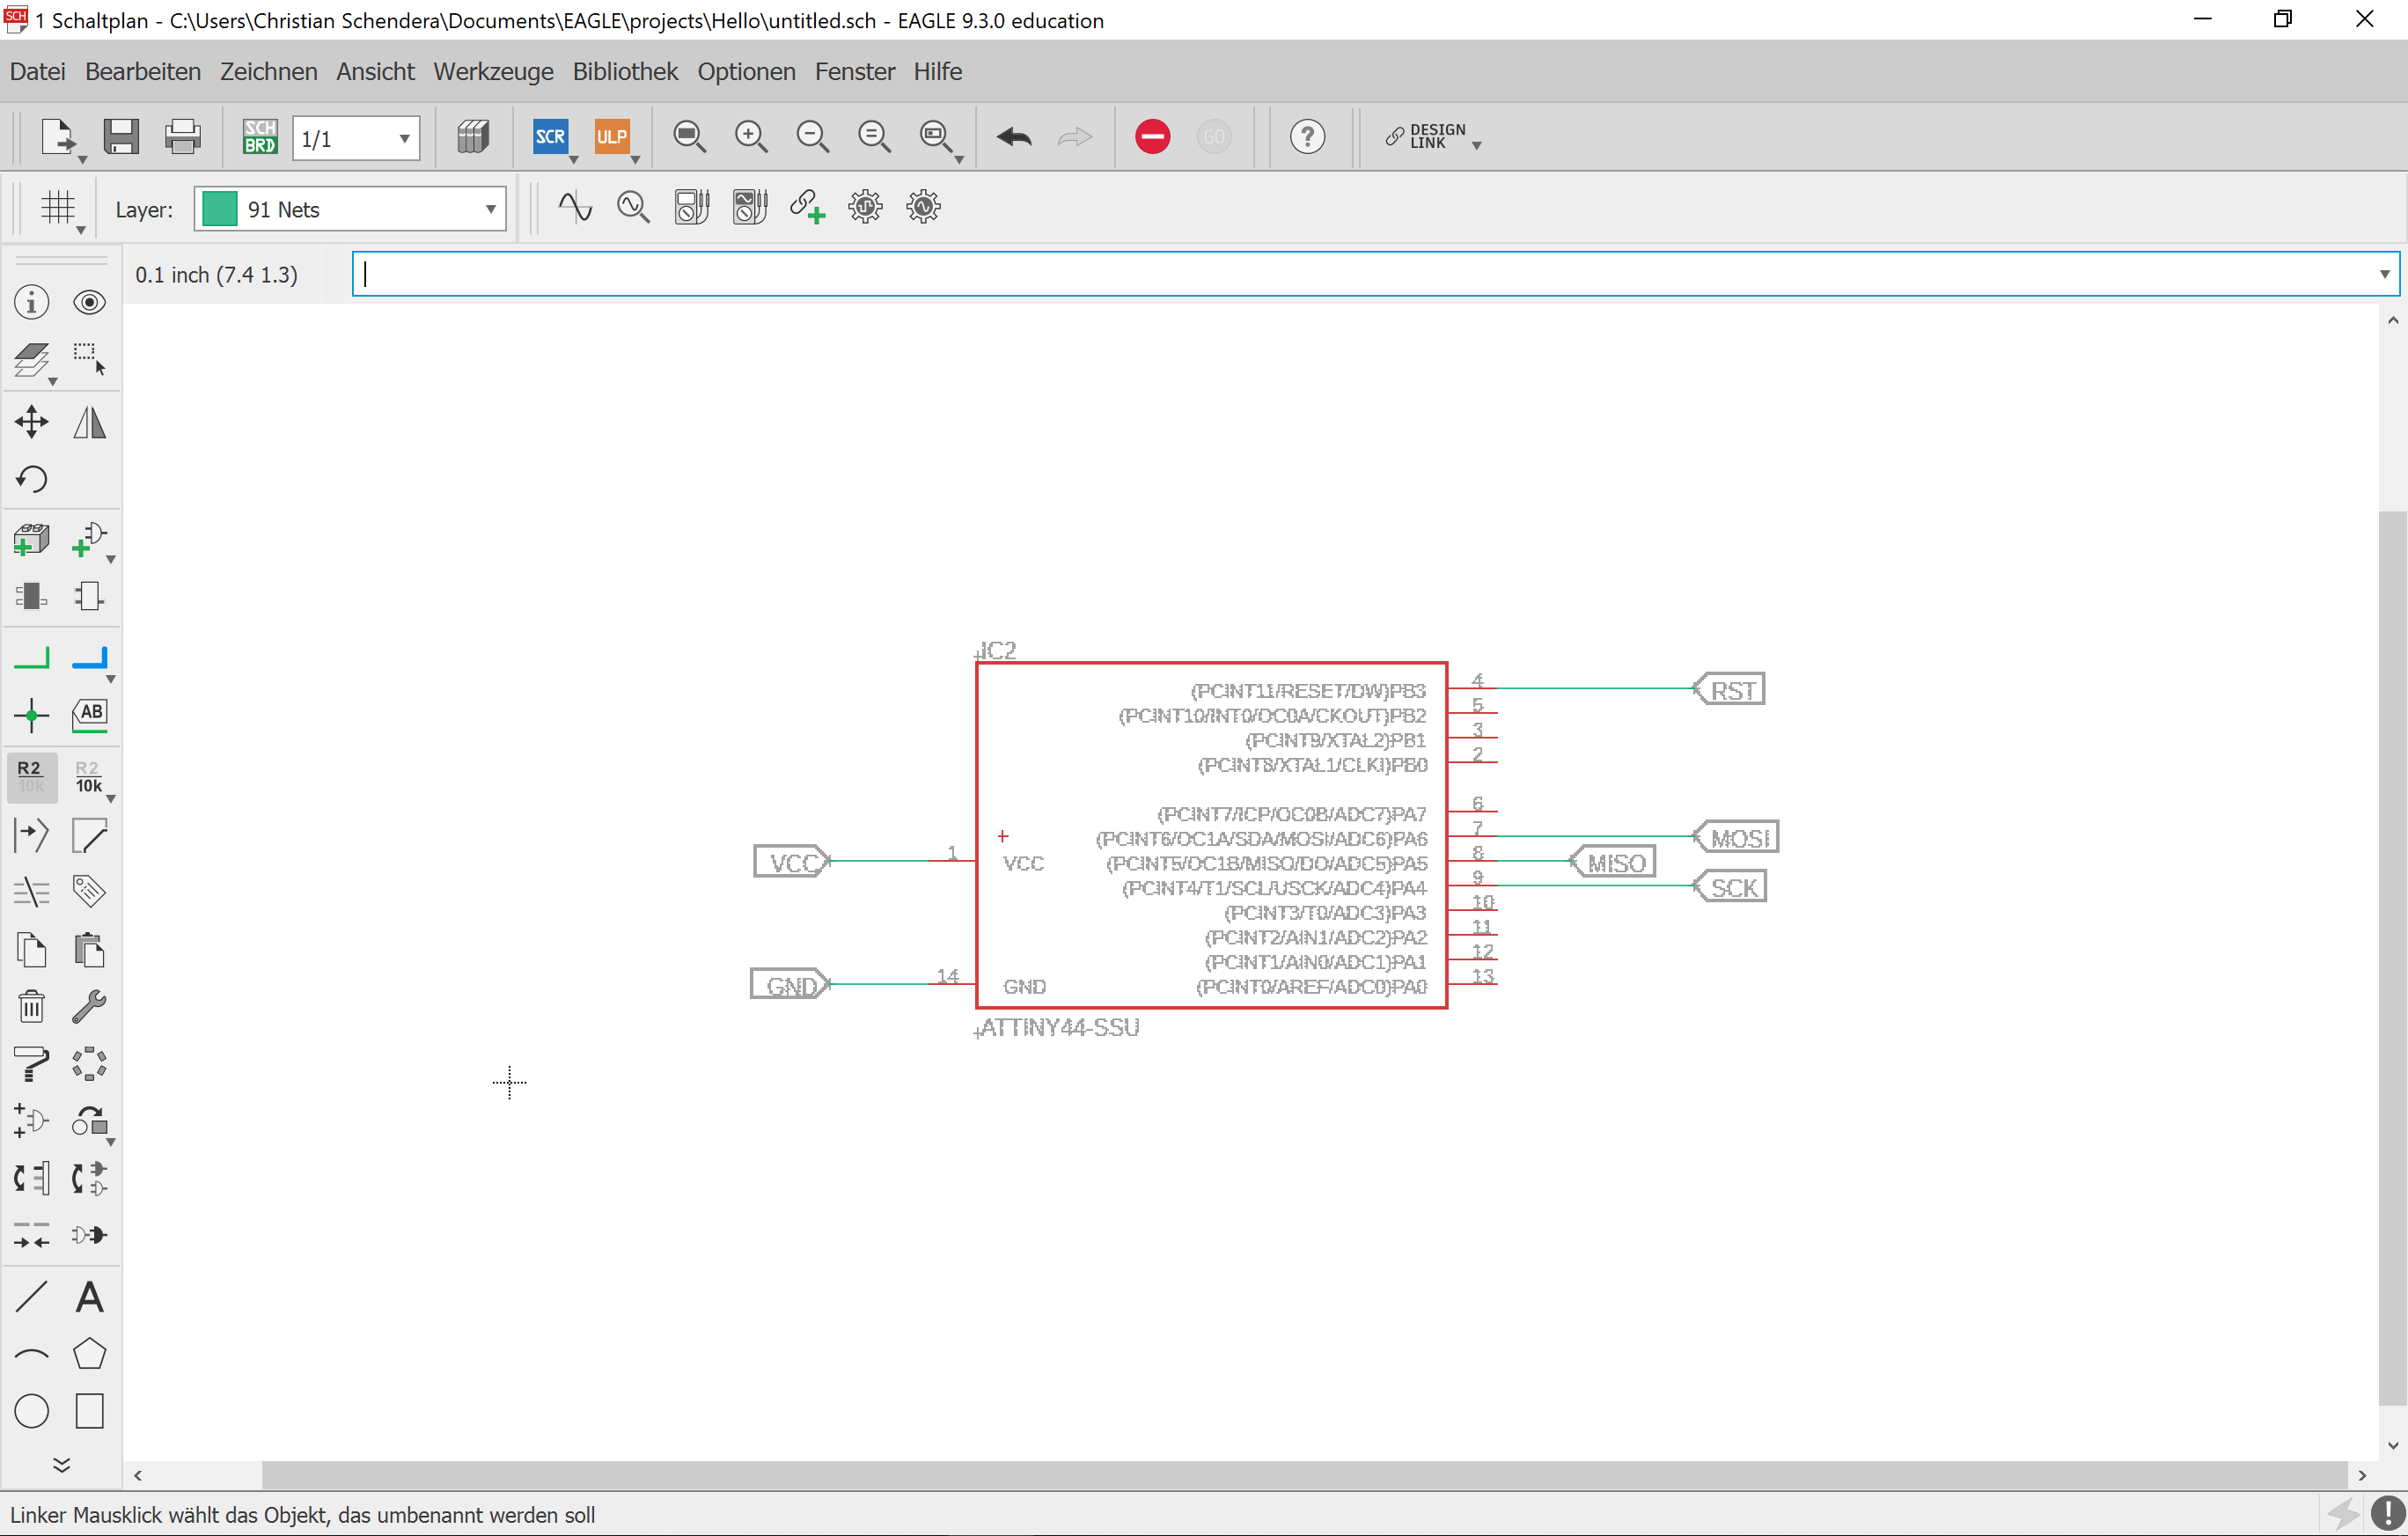 SCH 1 Schaltplan - C:\Users\Christian Schendera\Documents\EAGLE\projects\Hello\untitled.sch - EAGLE 9.3.0 education
Datei Bearbeiten Zeichnen Ansicht Werkzeuge Bibliothek Optionen Fenster Hilfe
SCH BRD 1/1 SCR ULP GO ? DESIGN LINK
Layer: 91 Nets
0.1 inch (7.4 1.3)
IC2
(PCINT11/RESET/DW)PB3 4 RST
(PCINT10/INT0/OC0A/CKOUT)PB2 5
(PCINT9/XTAL2)PB1 3
(PCINT8/XTAL1/CLKI)PB0 2
(PCINT7/ICP/OC0B/ADC7)PA7 6
(PCINT6/OC1A/SDA/MOSI/ADC6)PA6 7 MOSI
VCC 1 VCC (PCINT5/OC1B/MISO/DO/ADC5)PA5 8 MISO
(PCINT4/T1/SCL/USCK/ADC4)PA4 9 SCK
(PCINT3/T0/ADC3)PA3 10
(PCINT2/AIN1/ADC2)PA2 11
(PCINT1/AIN0/ADC1)PA1 12
GND 14 GND (PCINT0/AREF/ADC0)PA0 13
ATTINY44-SSU
AB
R2 10k R2 10k
A
Linker Mausklick wählt das Objekt, das umbenannt werden soll